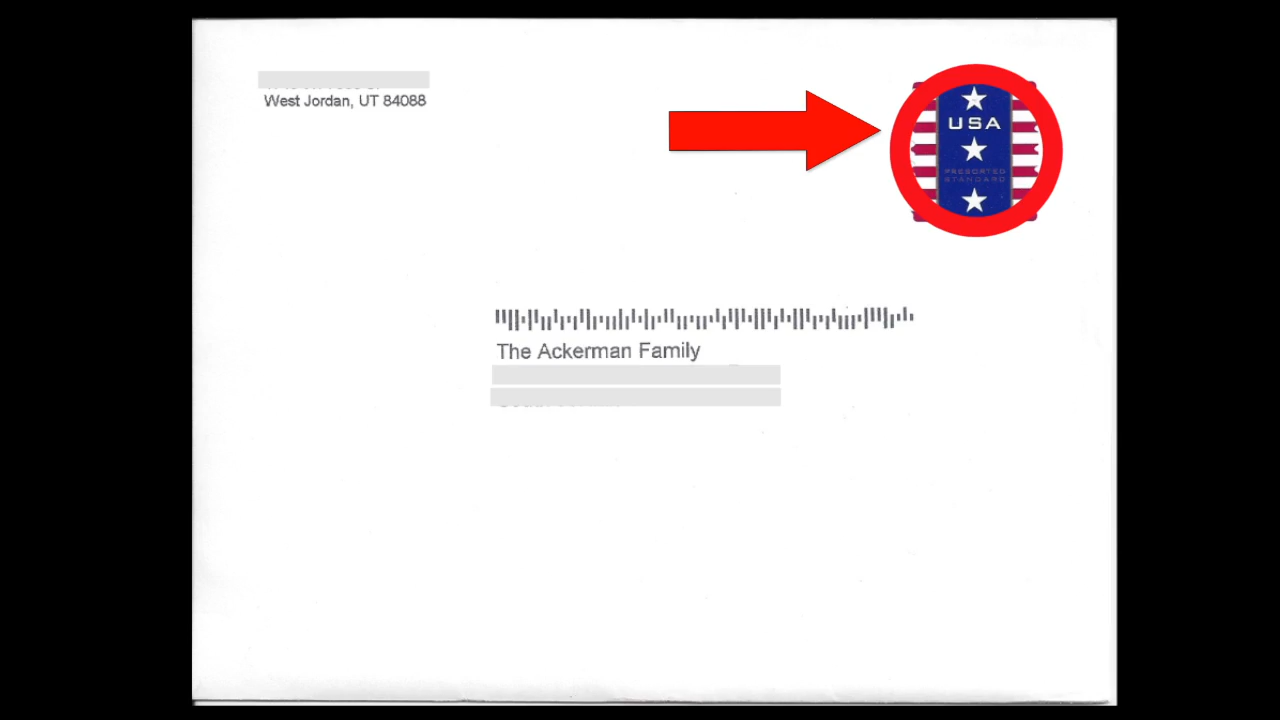 West Jordan, UT 84088
USA
PRESORTED
STANDARD
The Ackerman Family